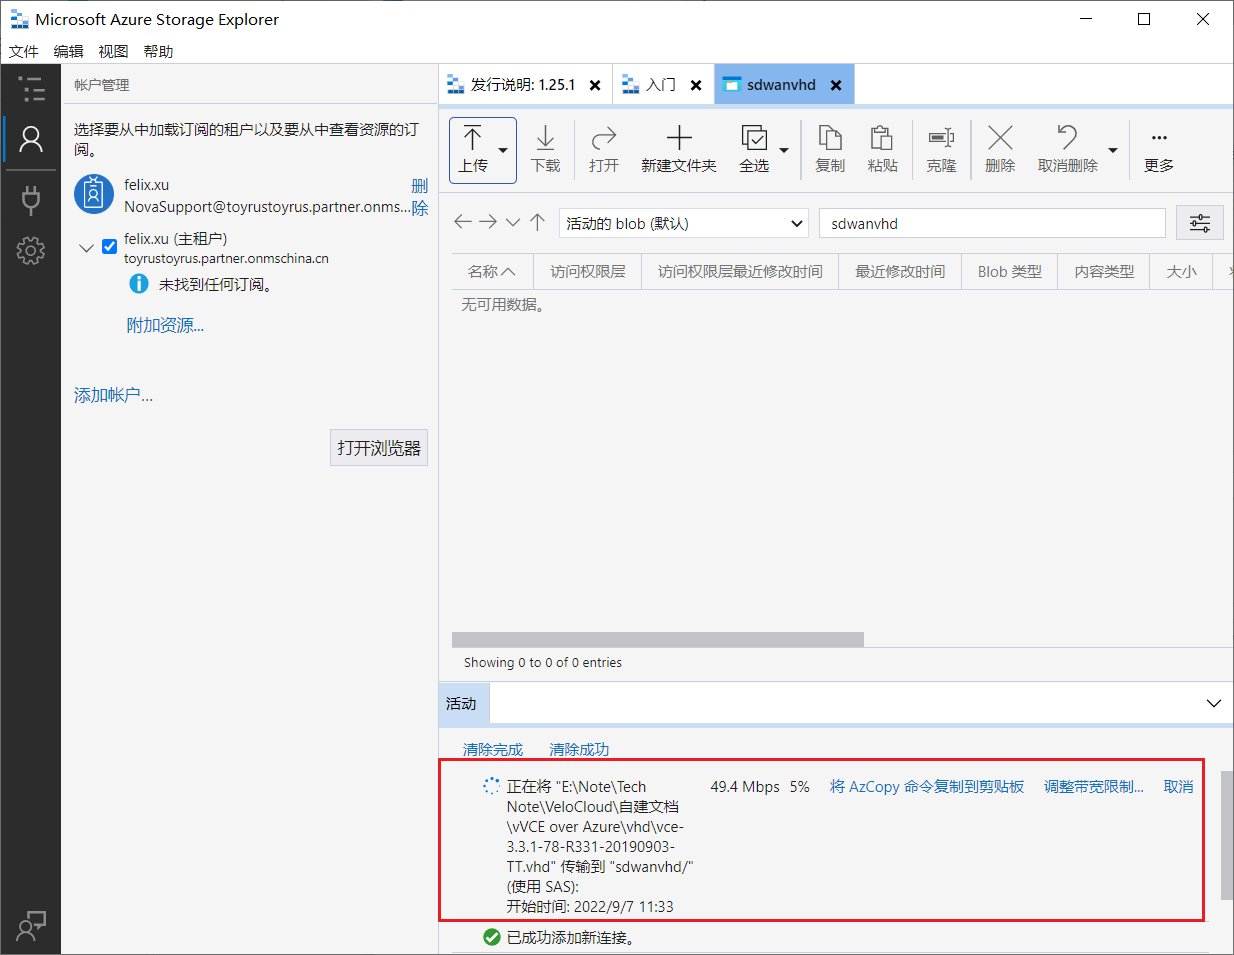 Microsoft Azure Storage Explorer
文件 编辑 视图 帮助
帐户管理
选择要从中加载订阅的租户以及要从中查看资源的订
阅。
felix.xu
NovaSupport@toyrustoyrus.partner.onms...
删
除
felix.xu (主租户)
toyrustoyrus.partner.onmschina.cn
未找到任何订阅。
附加资源...
添加帐户...
打开浏览器
发行说明: 1.25.1 入门 sdwanvhd
上传 下载 打开 新建文件夹 全选 复制 粘贴 克隆 删除 取消删除 更多
活动的 blob (默认) sdwanvhd
名称 访问权限层 访问权限层最近修改时间 最近修改时间 Blob 类型 内容类型 大小
无可用数据。
Showing 0 to 0 of 0 entries
活动
清除完成 清除成功
正在将 "E:\Note\Tech 49.4 Mbps 5% 将 AzCopy 命令复制到剪贴板 调整带宽限制... 取消
Note\VeloCloud\自建文档
\vVCE over Azure\vhd\vce-
3.3.1-78-R331-20190903-
TT.vhd" 传输到 "sdwanvhd/"
(使用 SAS):
开始时间: 2022/9/7 11:33
已成功添加新连接。